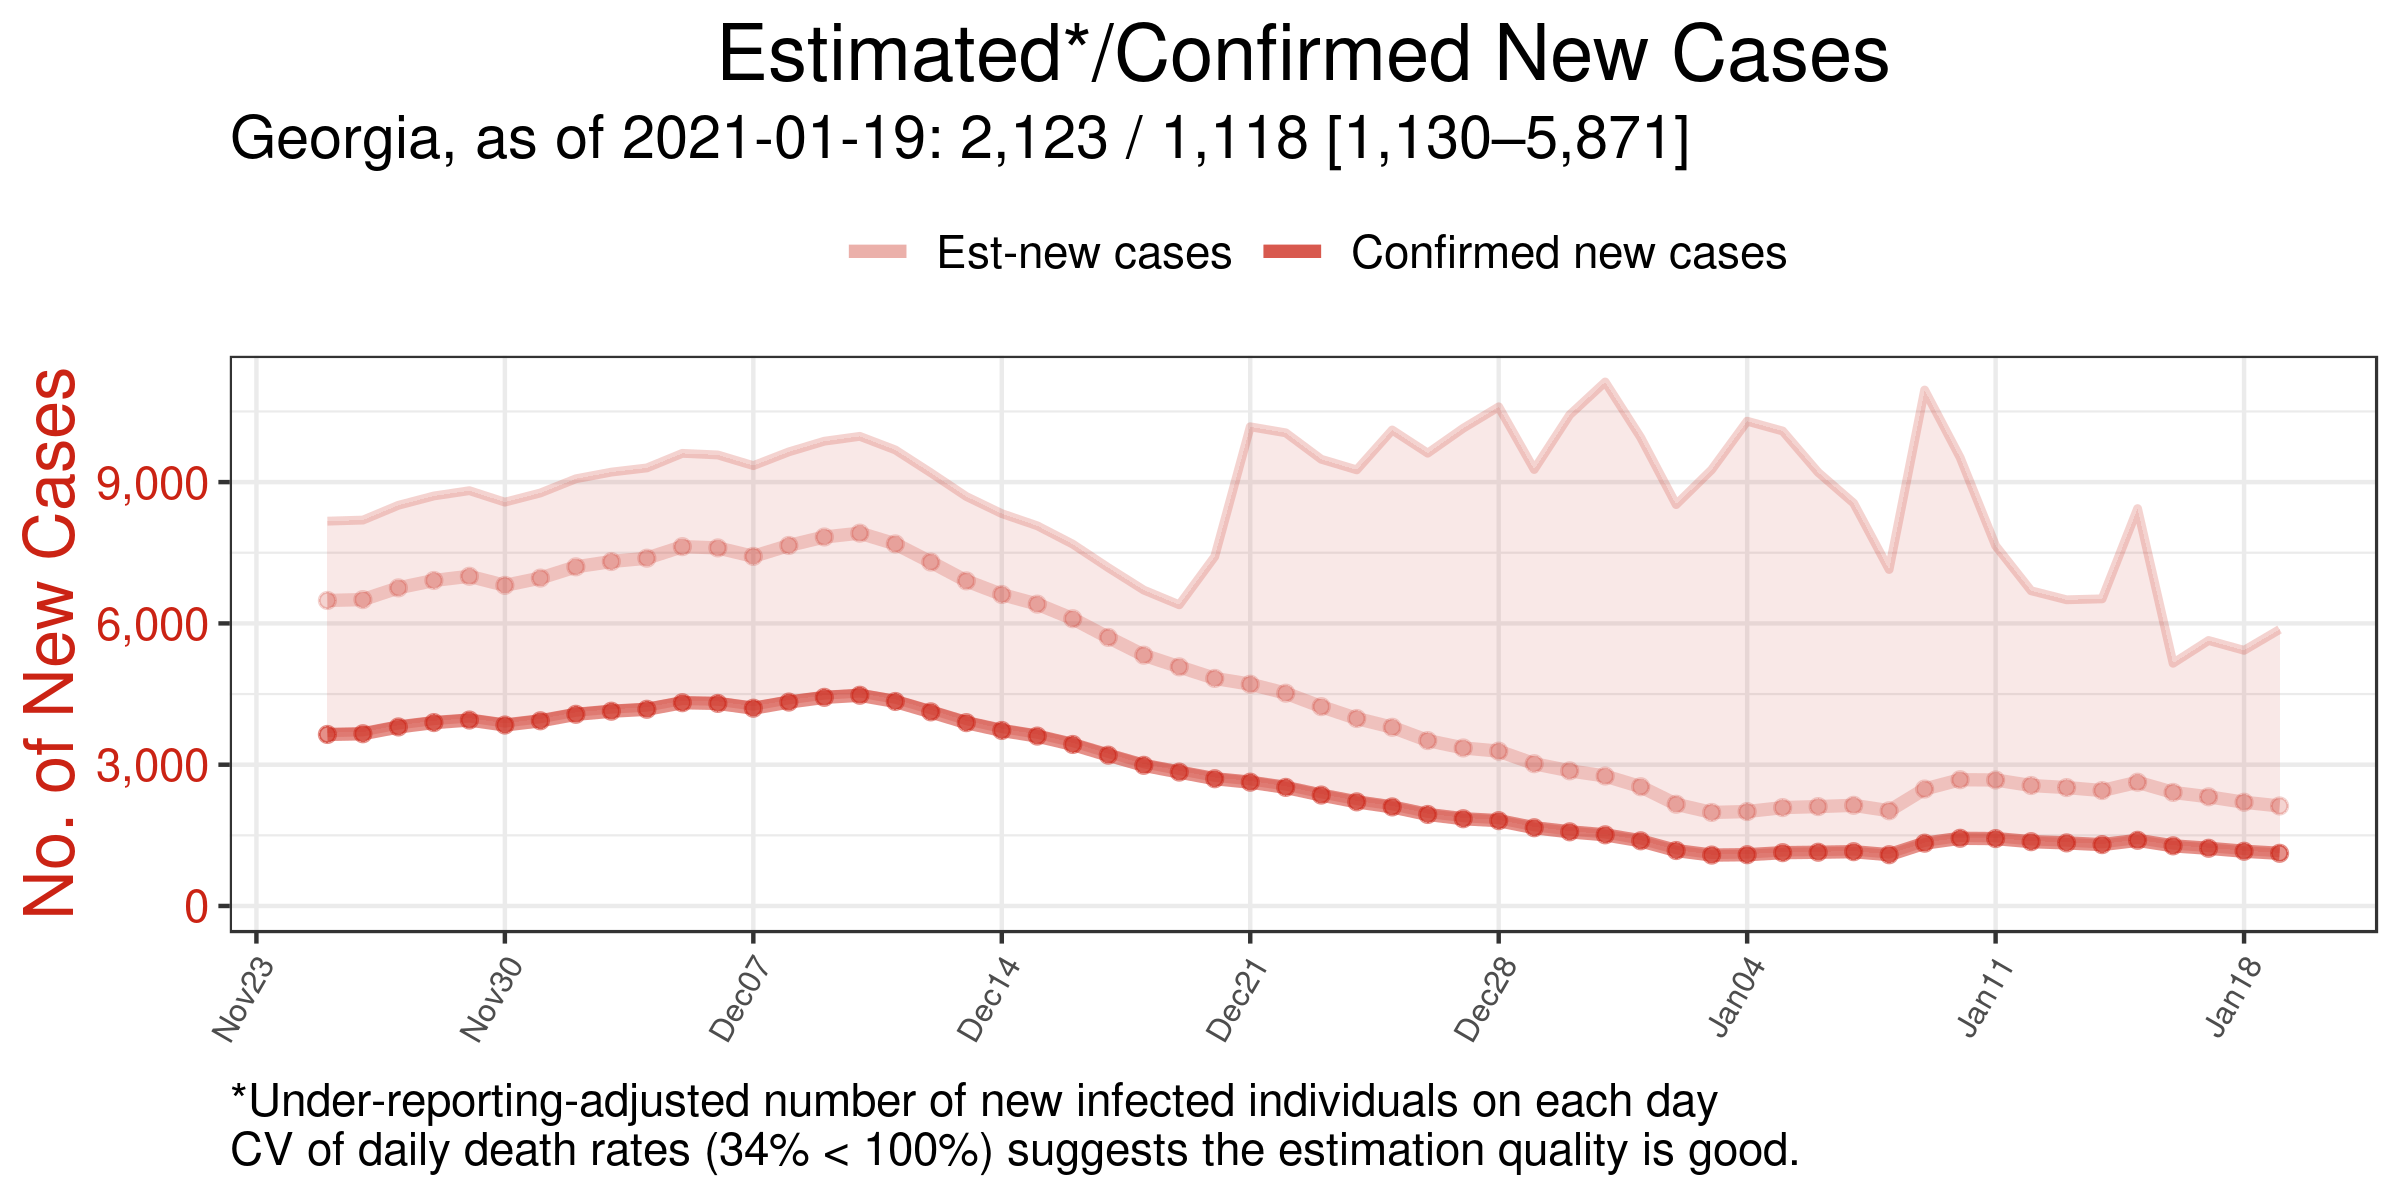 Estimated*/Confirmed New Cases
Georgia, as of 2021-01-19: 2,123 / 1,118 [1,130–5,871]
Est-new cases
Confirmed new cases
No. of New Cases
9,000
6,000
3,000
0
Nov23
Nov30
Dec07
Dec14
Dec21
Dec28
Jan04
Jan11
Jan18
*Under-reporting-adjusted number of new infected individuals on each day
CV of daily death rates (34% < 100%) suggests the estimation quality is good.